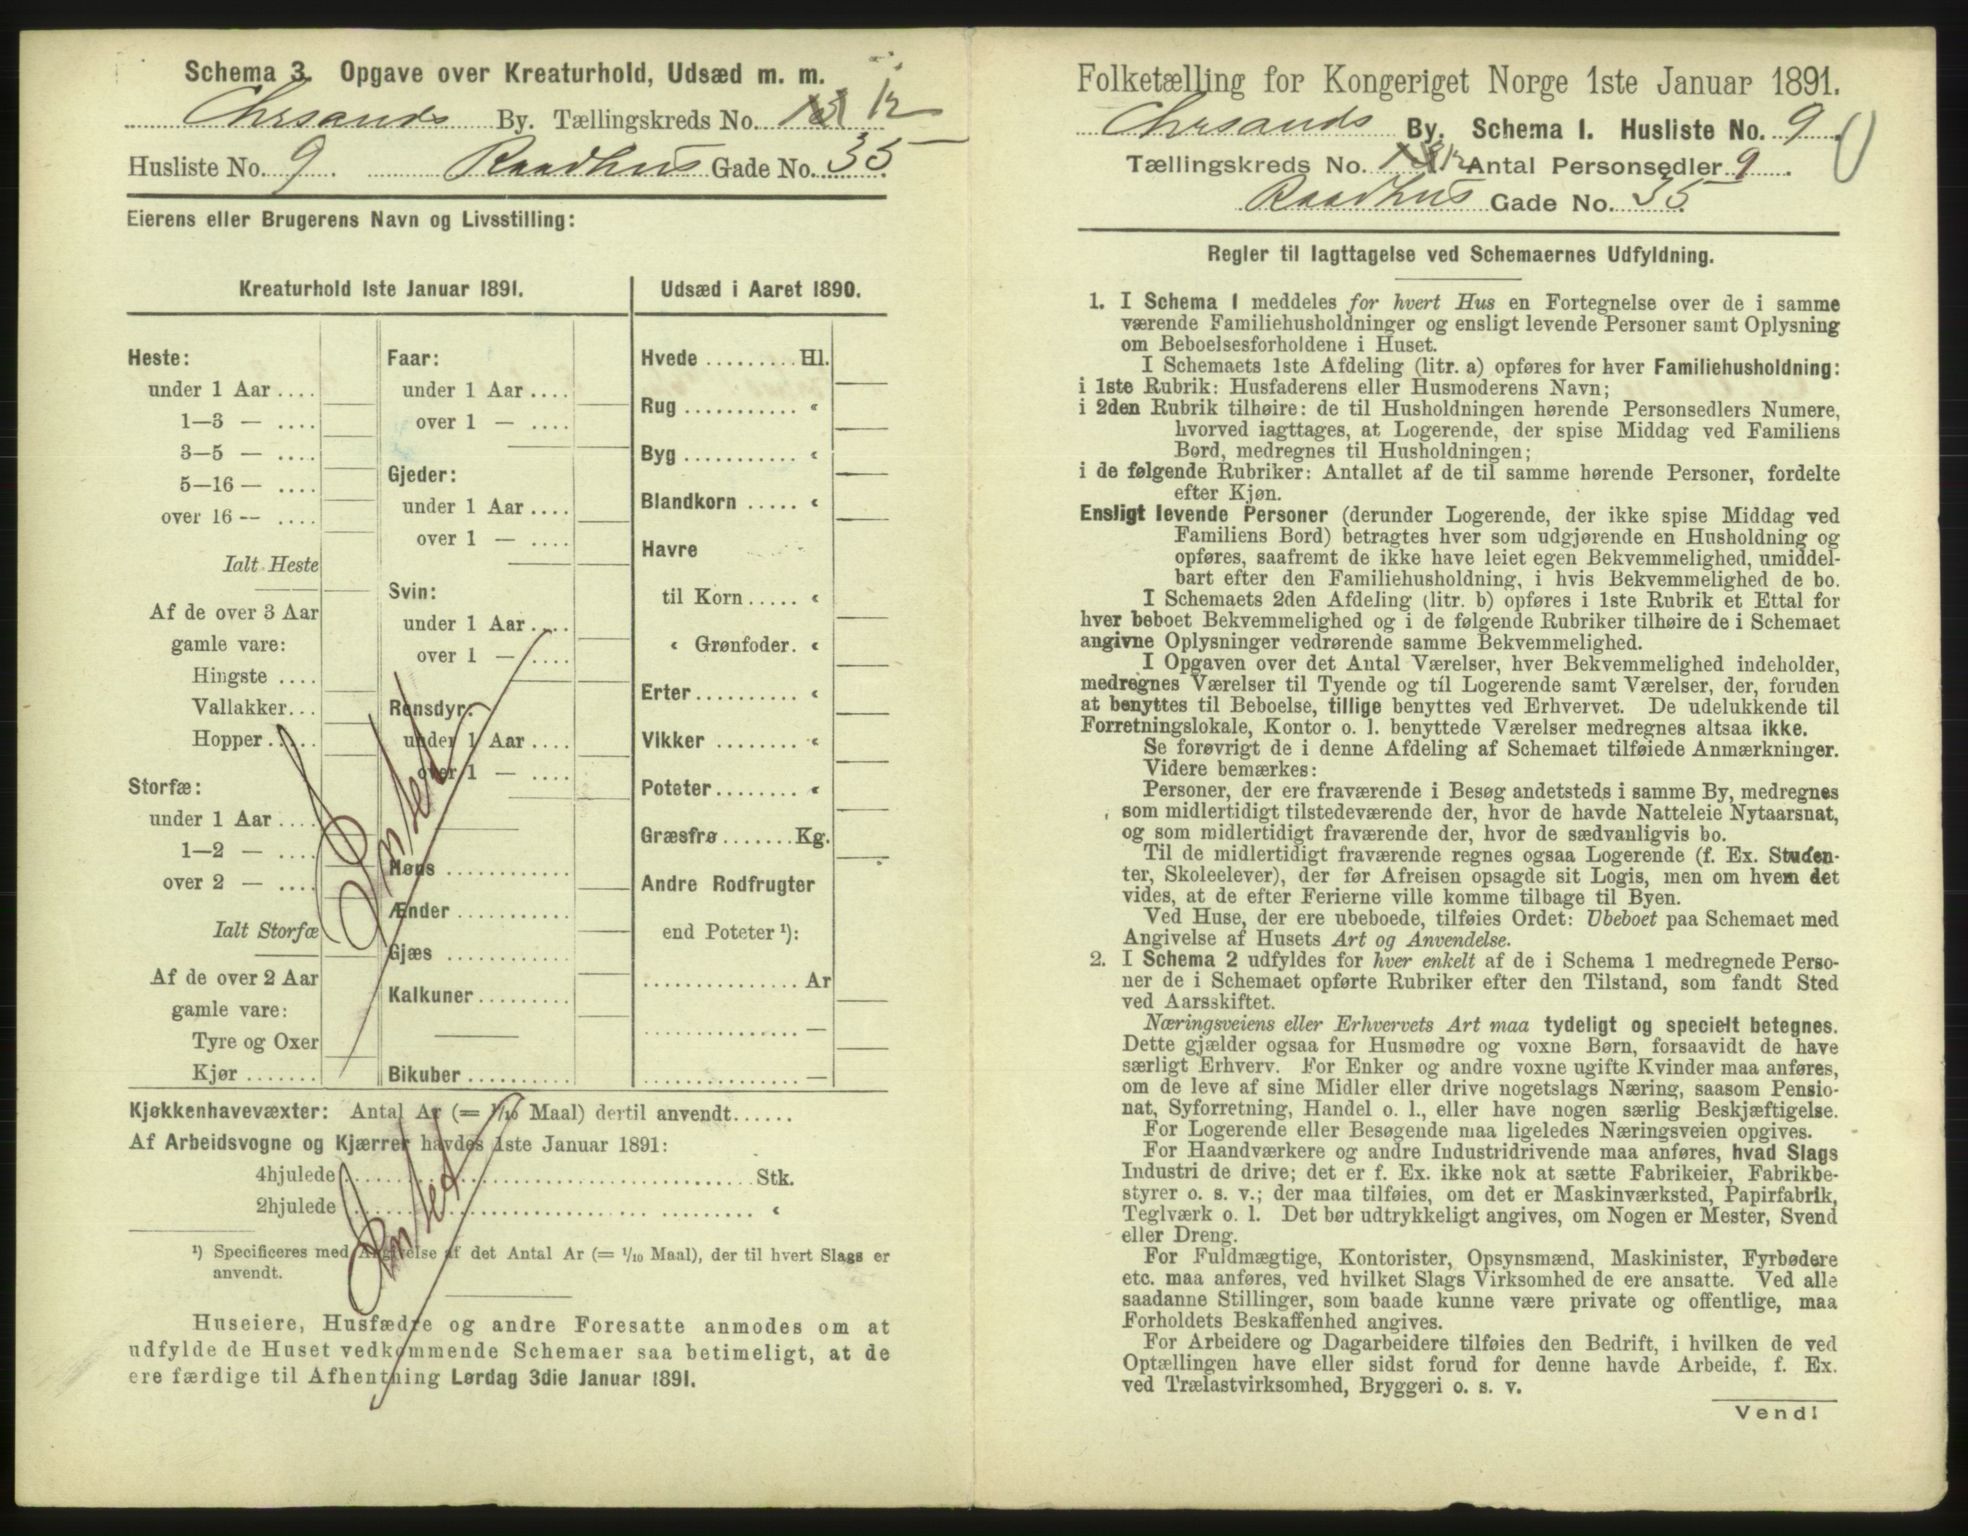 Schema 3. Opgave over Kreaturhold, Udsæd m. m.
Chrsands By. Tællingskreds No. 12
Husliste No. 9. Raadhus Gade No. 35
Eierens eller Brugerens Navn og Livsstilling:
Kreaturhold 1ste Januar 1891.
Heste:
under 1 Aar ....
1—3 — ....
3—5 — ....
5—16 — ....
over 16 — ....
Ialt Heste
Af de over 3 Aar
gamle vare:
Hingste ....
Vallakker...
Hopper .....
Storfæ:
under 1 Aar ....
1—2 — ....
over 2 — ....
Ialt Storfæ
Af de over 2 Aar
gamle vare:
Tyre og Oxer
Kjør .......
Faar:
under 1 Aar ....
over 1 — ....
Gjeder:
under 1 Aar ....
over 1 — ....
Svin:
under 1 Aar ....
over 1 — ....
Rensdyr:
under 1 Aar ....
over 1 — ....
Høns ...........
Ænder ..........
Gjæs ...........
Kalkuner ........
Bikuber .........
Intet
Udsæd i Aaret 1890.
Hvede ......... Hl.
Rug ........... «
Byg ........... «
Blandkorn ..... «
Havre
til Korn ..... «
« Grønfoder. «
Erter ......... «
Vikker ........ «
Poteter ........ «
Græsfrø ....... Kg.
Andre Rodfrugter
end Poteter ¹):
............... Ar
............... —
............... —
Kjøkkenhavevæxter: Antal Ar (= 1/10 Maal) dertil anvendt......
Af Arbeidsvogne og Kjærrer havdes 1ste Januar 1891:
4hjulede ........ Stk.
2hjulede ........ «
Intet
¹) Specificeres med Angivelse af det Antal Ar (= 1/10 Maal), der til hvert Slags er
anvendt.
Huseiere, Husfædre og andre Foresatte anmodes om at
udfylde de Huset vedkommende Schemaer saa betimeligt, at de
ere færdige til Afhentning Lørdag 3die Januar 1891.
Folketælling for Kongeriget Norge 1ste Januar 1891.
Chrsands By. Schema 1. Husliste No. 9.
Tællingskreds No. 12 Antal Personsedler 9.
Raadhus Gade No. 35
Regler til Iagttagelse ved Schemaernes Udfyldning.
1. I Schema 1 meddeles for hvert Hus en Fortegnelse over de i samme
værende Familiehusholdninger og ensligt levende Personer samt Oplysning
om Beboelsesforholdene i Huset.
I Schemaets 1ste Afdeling (litr. a) opføres for hver Familiehusholdning:
i 1ste Rubrik: Husfaderens eller Husmoderens Navn;
i 2den Rubrik tilhøire: de til Husholdningen hørende Personsedlers Numere,
hvorved iagttages, at Logerende, der spise Middag ved Familiens
Bord, medregnes til Husholdningen;
i de følgende Rubriker: Antallet af de til samme hørende Personer, fordelte
efter Kjøn.
Ensligt levende Personer (derunder Logerende, der ikke spise Middag ved
Familiens Bord) betragtes hver som udgjørende en Husholdning og
opføres, saafremt de ikke have leiet egen Bekvemmelighed, umiddel-
bart efter den Familiehusholdning, i hvis Bekvemmelighed de bo.
I Schemaets 2den Afdeling (litr. b) opføres i 1ste Rubrik et Ettal for
hver beboet Bekvemmelighed og i de følgende Rubriker tilhøire de i Schemaet
angivne Oplysninger vedrørende samme Bekvemmelighed.
I Opgaven over det Antal Værelser, hver Bekvemmelighed indeholder,
medregnes Værelser til Tyende og til Logerende samt Værelser, der, foruden
at benyttes til Beboelse, tillige benyttes ved Erhvervet. De udelukkende til
Forretningslokale, Kontor o. l. benyttede Værelser medregnes altsaa ikke.
Se forøvrigt de i denne Afdeling af Schemaet tilføiede Anmærkninger.
Videre bemærkes:
Personer, der ere fraværende i Besøg andetsteds i samme By, medregnes
som midlertidigt tilstedeværende der, hvor de havde Natteleie Nytaarsnat,
og som midlertidigt fraværende der, hvor de sædvanligvis bo.
Til de midlertidigt fraværende regnes ogsaa Logerende (f. Ex. Studen-
ter, Skoleelever), der før Afreisen opsagde sit Logis, men om hvem det
vides, at de efter Ferierne ville komme tilbage til Byen.
Ved Huse, der ere ubeboede, tilføies Ordet: Ubeboet paa Schemaet med
Angivelse af Husets Art og Anvendelse.
2. I Schema 2 udfyldes for hver enkelt af de i Schema 1 medregnede Perso-
ner de i Schemaet opførte Rubriker efter den Tilstand, som fandt Sted
ved Aarsskiftet.
Næringsveiens eller Erhvervets Art maa tydeligt og specielt betegnes.
Dette gjælder ogsaa for Husmødre og voxne Børn, forsaavidt de have
særligt Erhverv. For Enker og andre voxne ugifte Kvinder maa anføres,
om de leve af sine Midler eller drive nogetslags Næring, saasom Pensio-
nat, Syforretning, Handel o. l., eller have nogen særlig Beskjæftigelse.
For Logerende eller Besøgende maa ligeledes Næringsveien opgives.
For Haandværkere og andre Industridrivende maa anføres, hvad Slags
Industri de drive; det er f. Ex. ikke nok at sætte Fabrikeier, Fabrikbe-
styrer o. s. v.; der maa tilføies, om det er Maskinværksted, Papirfabrik,
Teglværk o. l. Det bør udtrykkeligt angives, om Nogen er Mester, Svend
eller Dreng.
For Fuldmægtige, Kontorister, Opsynsmænd, Maskinister, Fyrbødere
etc. maa anføres, ved hvilket Slags Virksomhed de ere ansatte. Ved alle
saadanne Stillinger, som baade kunne være private og offentlige, maa
Forholdets Beskaffenhed angives.
For Arbeidere og Dagarbeidere tilføies den Bedrift, i hvilken de ved
Optællingen have eller sidst forud for denne havde Arbeide, f. Ex.
ved Trælastvirksomhed, Bryggeri o. s. v.
Vend!